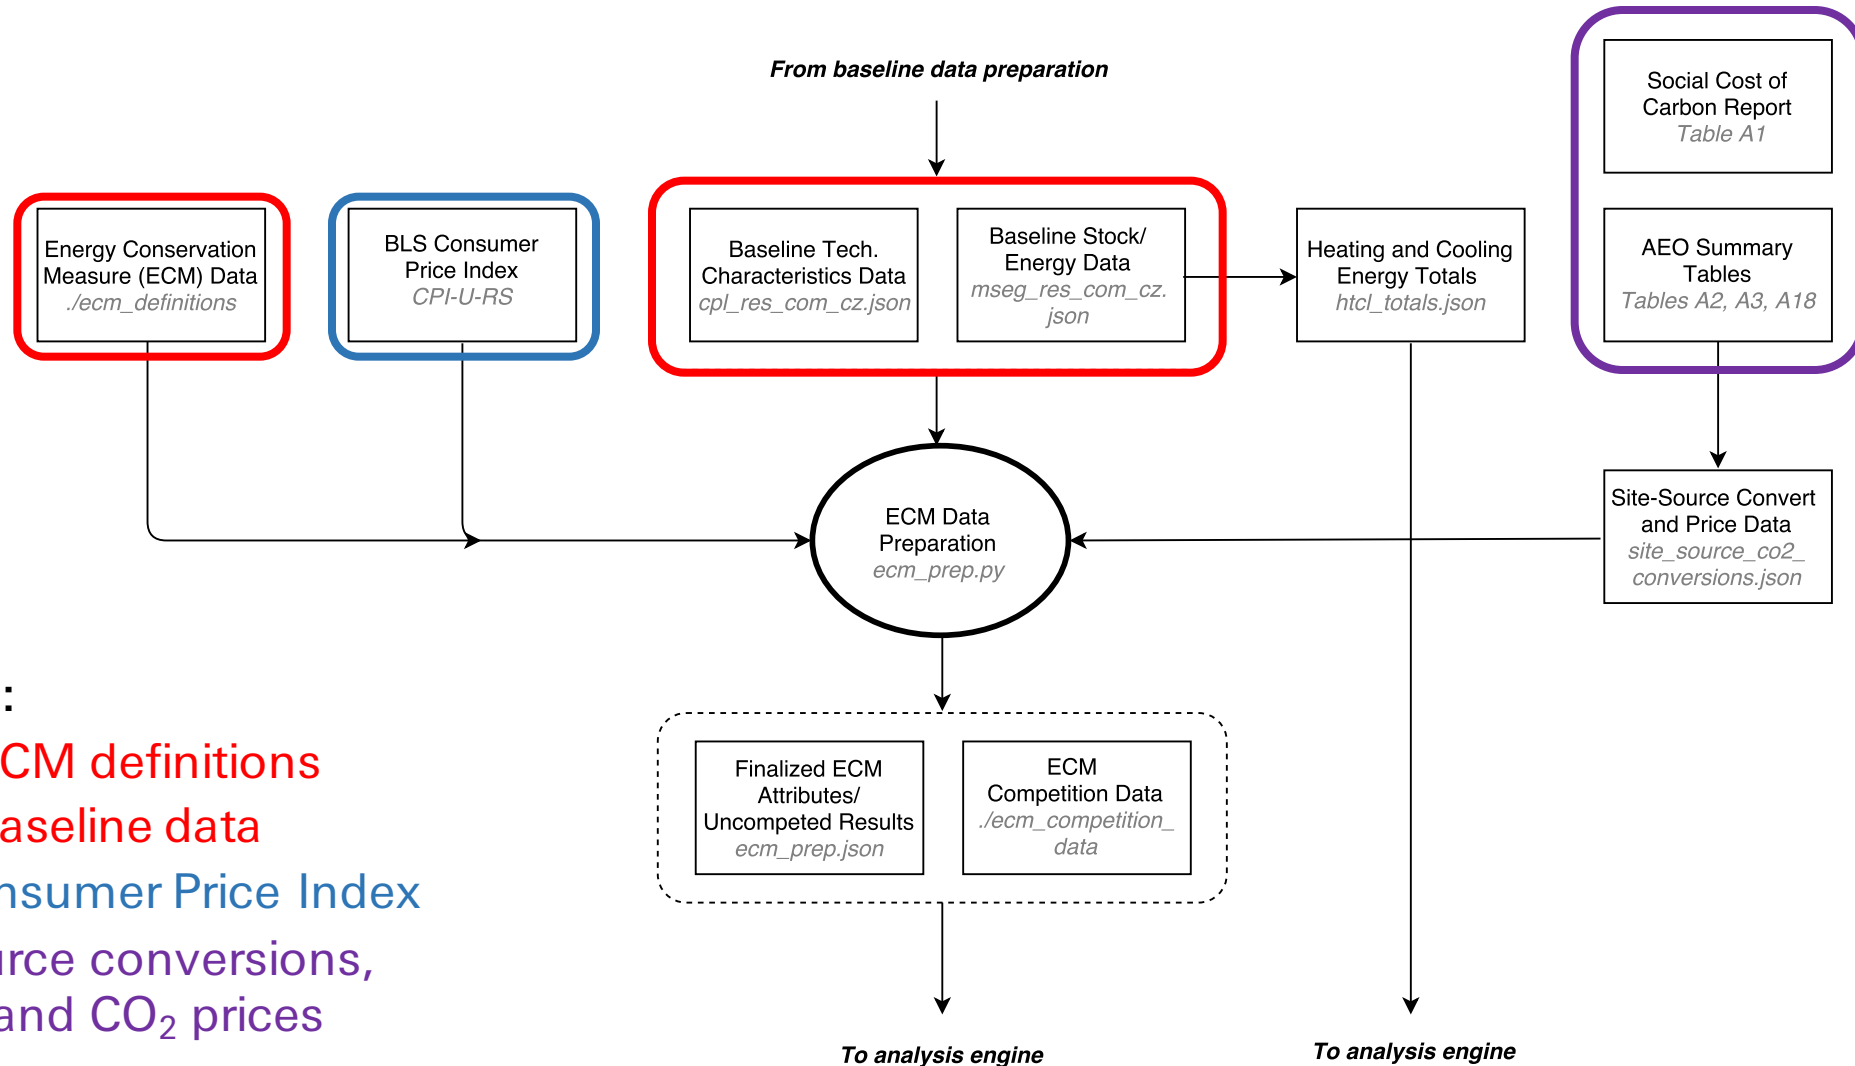 From baseline data preparation
Social Cost of
Carbon Report
Table A1
Energy Conservation
Measure (ECM) Data
./ecm_definitions
BLS Consumer
Price Index
CPI-U-RS
Baseline Tech.
Characteristics Data
cpl_res_com_cz.json
Baseline Stock/
Energy Data
mseg_res_com_cz.
json
Heating and Cooling
Energy Totals
htcl_totals.json
AEO Summary
Tables
Tables A2, A3, A18
ECM Data
Preparation
ecm_prep.py
Site-Source Convert
and Price Data
site_source_co2_
conversions.json
:
CM definitions
aseline data
nsumer Price Index
urce conversions,
and CO₂ prices
Finalized ECM
Attributes/
Uncompeted Results
ecm_prep.json
ECM
Competition Data
./ecm_competition_
data
To analysis engine
To analysis engine